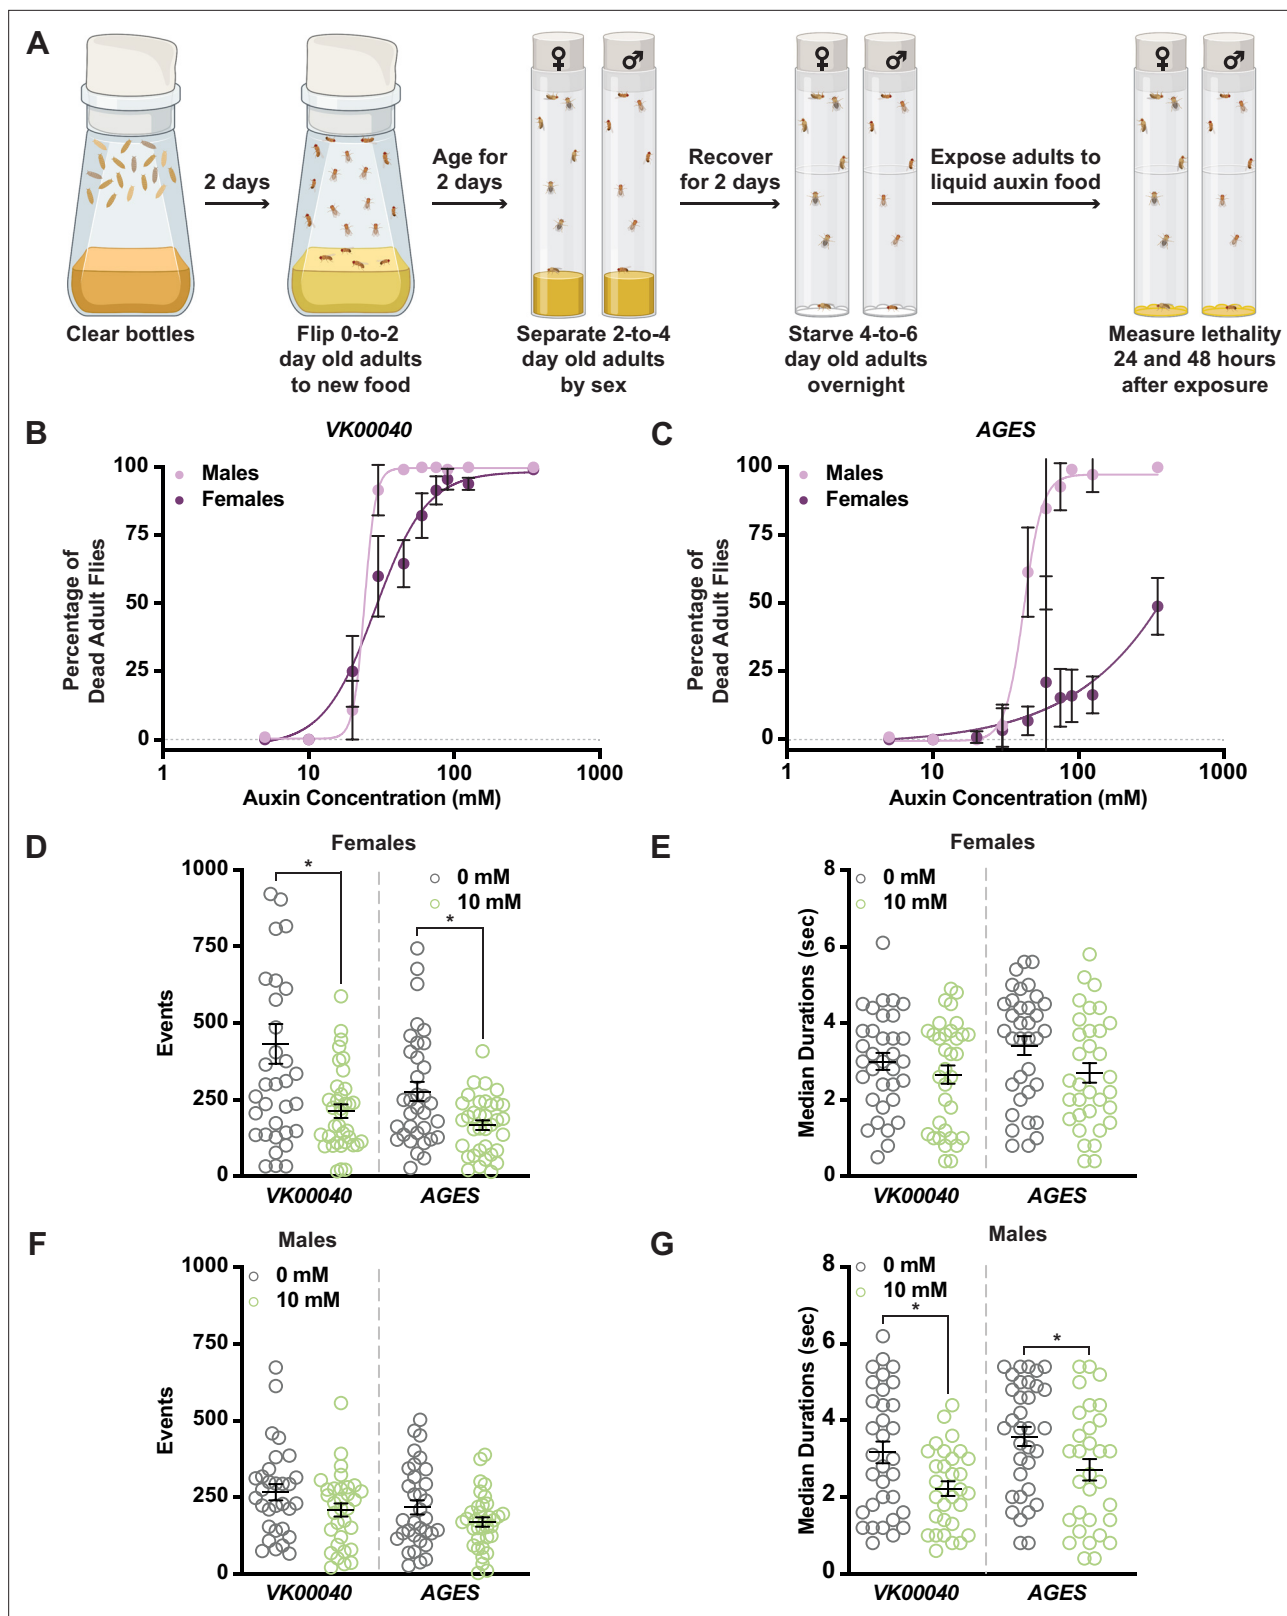 A
♀ ♂ ♀ ♂ ♀ ♂
2 days
Age for
2 days
Recover
for 2 days
Expose adults to
liquid auxin food
Clear bottles
Flip 0-to-2
day old adults
to new food
Separate 2-to-4
day old adults
by sex
Starve 4-to-6
day old adults
overnight
Measure lethality
24 and 48 hours
after exposure
B
VK00040
Males
Females
Percentage of
Dead Adult Flies
100
75
50
25
0
1 10 100 1000
Auxin Concentration (mM)
C
AGES
Males
Females
Percentage of
Dead Adult Flies
100
75
50
25
0
1 10 100 1000
Auxin Concentration (mM)
D
Females
0 mM
10 mM
* *
Events
1000
750
500
250
0
VK00040 AGES
E
Females
0 mM
10 mM
Median Durations (sec)
8
6
4
2
0
VK00040 AGES
F
Males
0 mM
10 mM
Events
1000
750
500
250
0
VK00040 AGES
G
Males
0 mM
10 mM
* *
Median Durations (sec)
8
6
4
2
0
VK00040 AGES